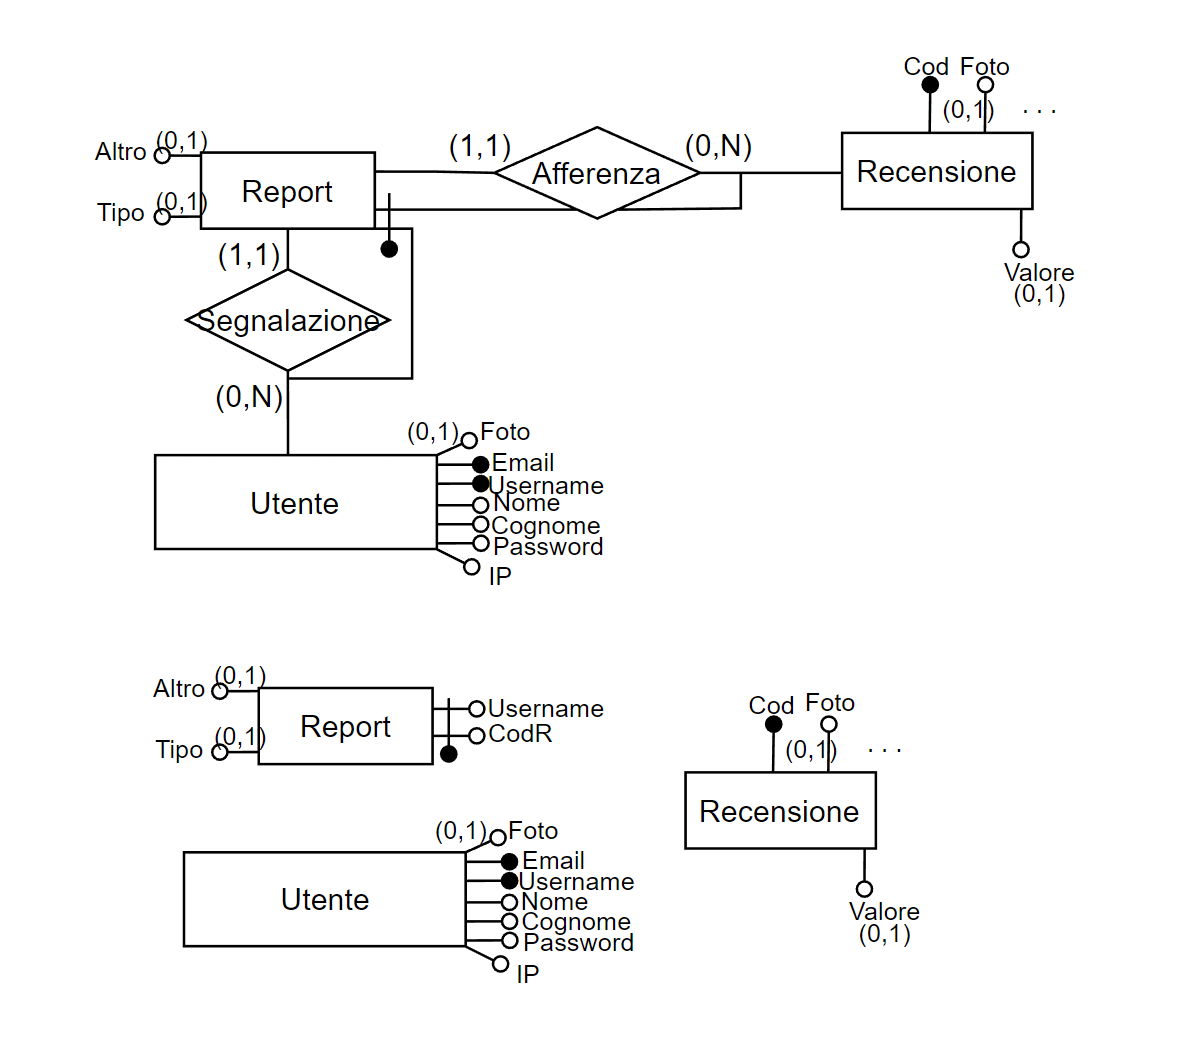 Cod Foto
(0,1) . . .
Altro (0,1)
(1,1) Afferenza (0,N)
Recensione
Report
Tipo (0,1)
(1,1)
Valore
(0,1)
Segnalazione
(0,N)
(0,1) Foto
Email
Username
Utente
Nome
Cognome
Password
IP
Altro (0,1)
Report
Username
CodR
Tipo (0,1)
Cod Foto
(0,1) . . .
Recensione
(0,1) Foto
Email
Username
Utente
Nome
Cognome
Password
IP
Valore
(0,1)